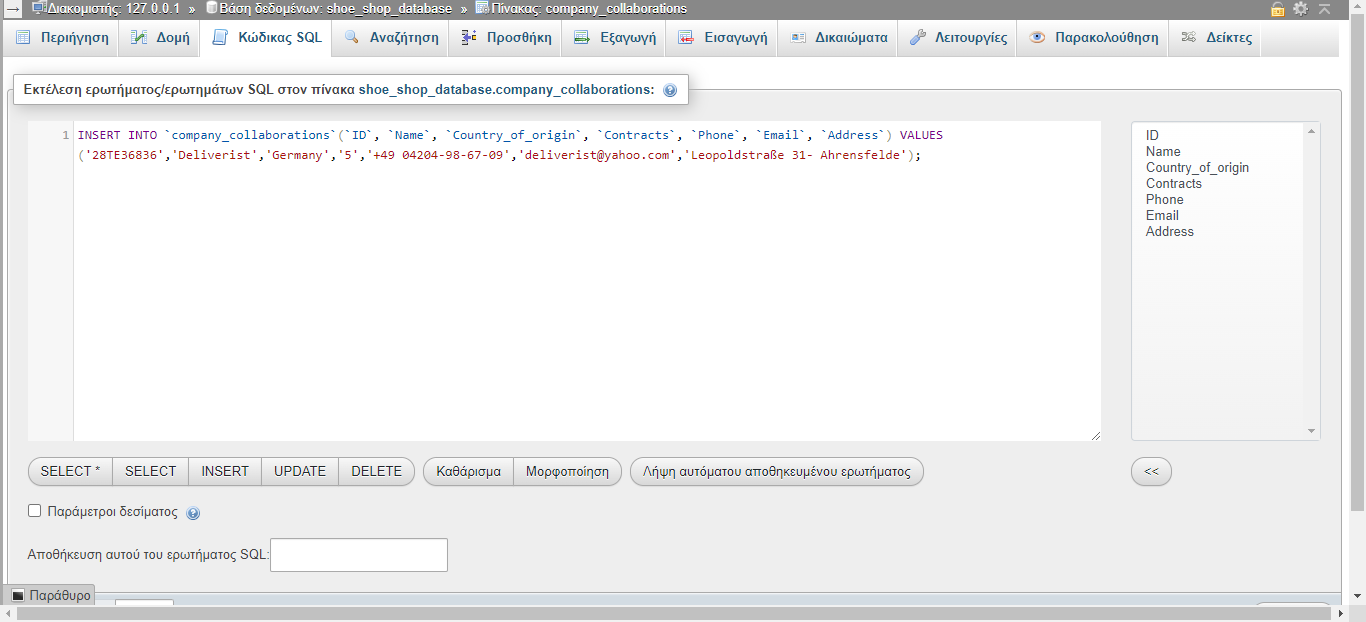 Διακομιστής: 127.0.0.1 » Βάση δεδομένων: shoe_shop_database » Πίνακας: company_collaborations
Περιήγηση Δομή Κώδικας SQL Αναζήτηση Προσθήκη Εξαγωγή Εισαγωγή Δικαιώματα Λειτουργίες Παρακολούθηση Δείκτες
Εκτέλεση ερωτήματος/ερωτημάτων SQL στον πίνακα shoe_shop_database.company_collaborations:
1 INSERT INTO `company_collaborations`(`ID`, `Name`, `Country_of_origin`, `Contracts`, `Phone`, `Email`, `Address`) VALUES
('28TE36836','Deliverist','Germany','5','+49 04204-98-67-09','deliverist@yahoo.com','Leopoldstraße 31- Ahrensfelde');
ID
Name
Country_of_origin
Contracts
Phone
Email
Address
SELECT * SELECT INSERT UPDATE DELETE Καθάρισμα Μορφοποίηση Λήψη αυτόματου αποθηκευμένου ερωτήματος <<
Παράμετροι δεσίματος
Αποθήκευση αυτού του ερωτήματος SQL:
Παράθυρο